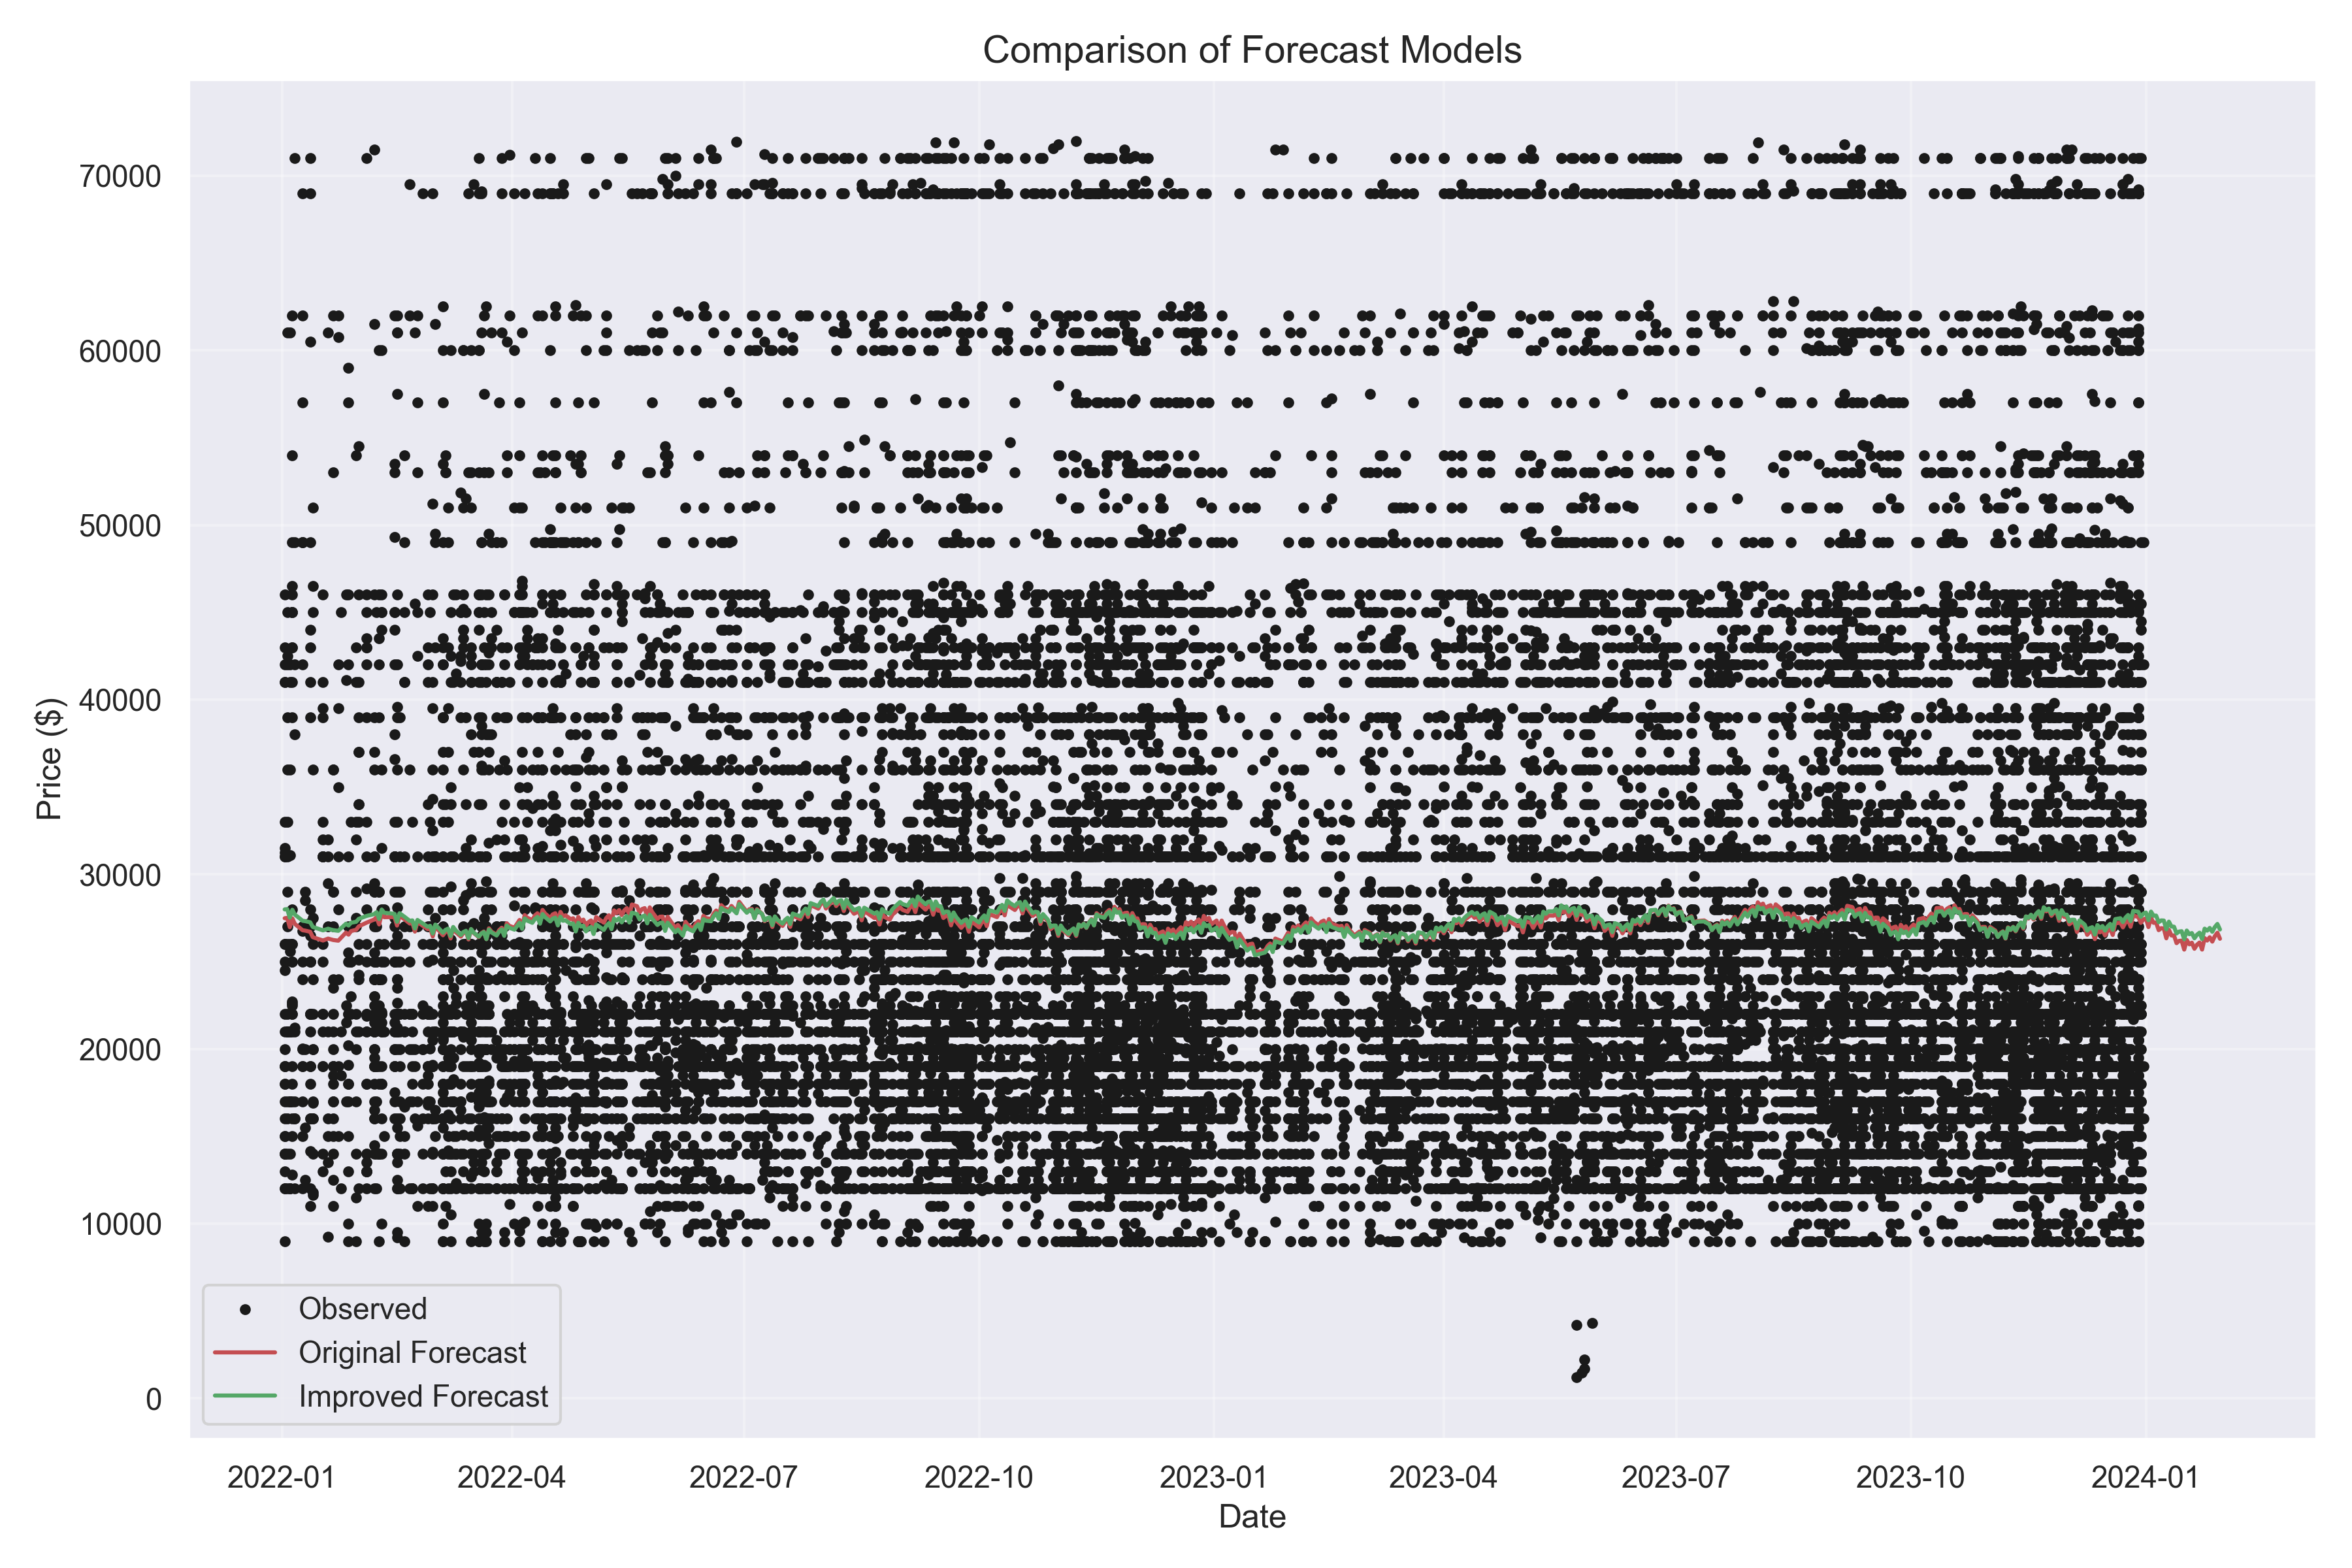 Comparison of Forecast Models
Price ($)
70000
60000
50000
40000
30000
20000
10000
0
Observed
Original Forecast
Improved Forecast
2022-01
2022-04
2022-07
2022-10
2023-01
2023-04
2023-07
2023-10
2024-01
Date